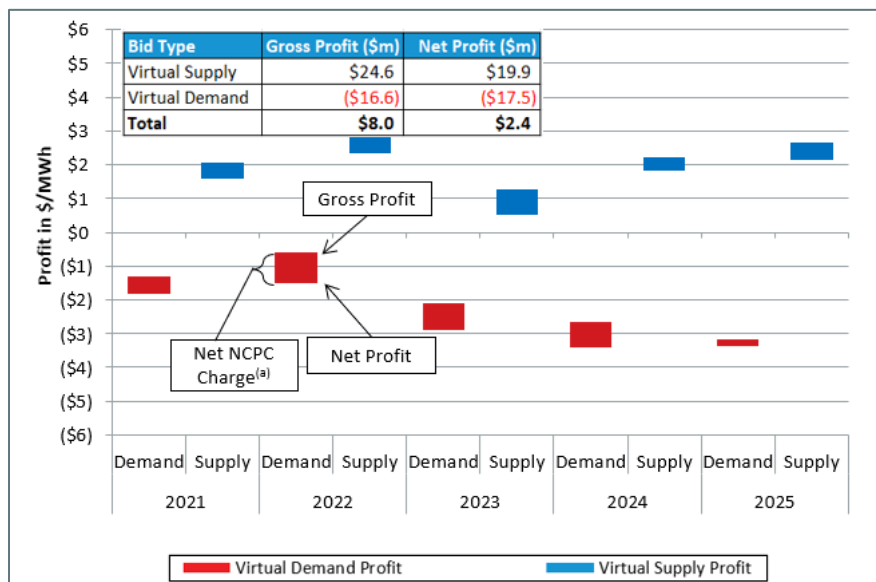 $6
$5
$4
$3
$2
$1
$0
($1)
($2)
($3)
($4)
($5)
($6)
Profit in $/MWh
Bid Type Gross Profit ($m) Net Profit ($m)
Virtual Supply $24.6 $19.9
Virtual Demand ($16.6) ($17.5)
Total $8.0 $2.4
Gross Profit
Net NCPC
Charge(a)
Net Profit
Demand Supply Demand Supply Demand Supply Demand Supply Demand Supply
2021 2022 2023 2024 2025
Virtual Demand Profit Virtual Supply Profit